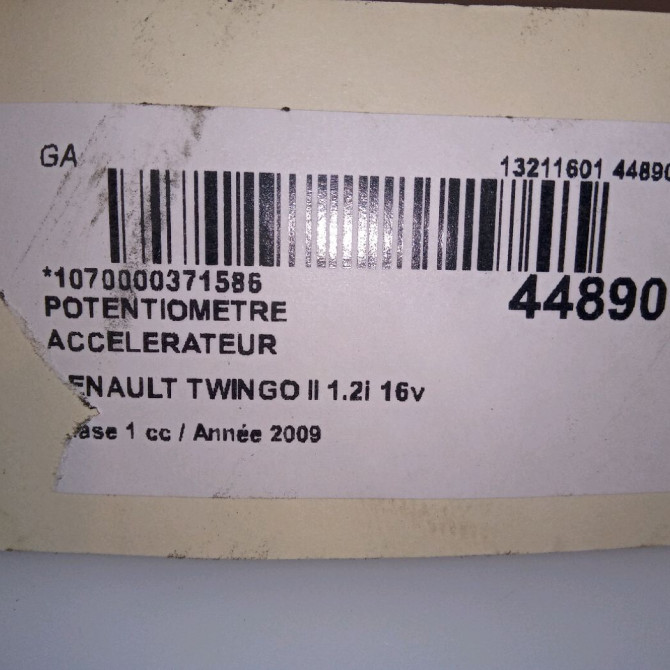 GA
13211601 44890
*1070000371586
44890
POTENTIOMETRE
ACCELERATEUR
ENAULT TWINGO II 1.2i 16v
ase 1 cc / Année 2009